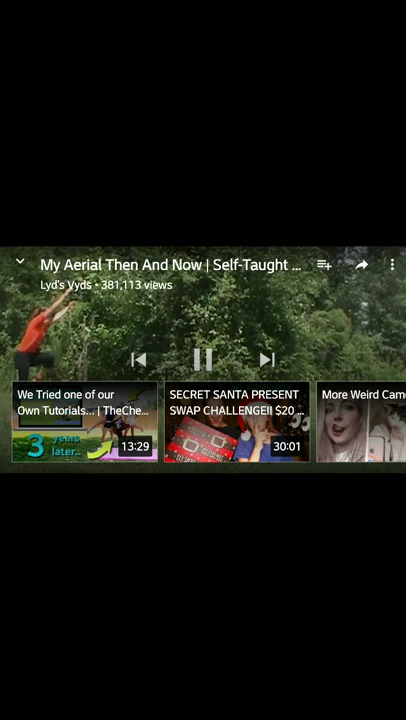 My Aerial Then And Now | Self-Taught ...
Lyd's Vyds • 381,113 views
We Tried one of our
Own Tutorials... | TheChe...
3 years
later...
13:29
SECRET SANTA PRESENT
SWAP CHALLENGE!! $20 ...
30:01
More Weird Cam